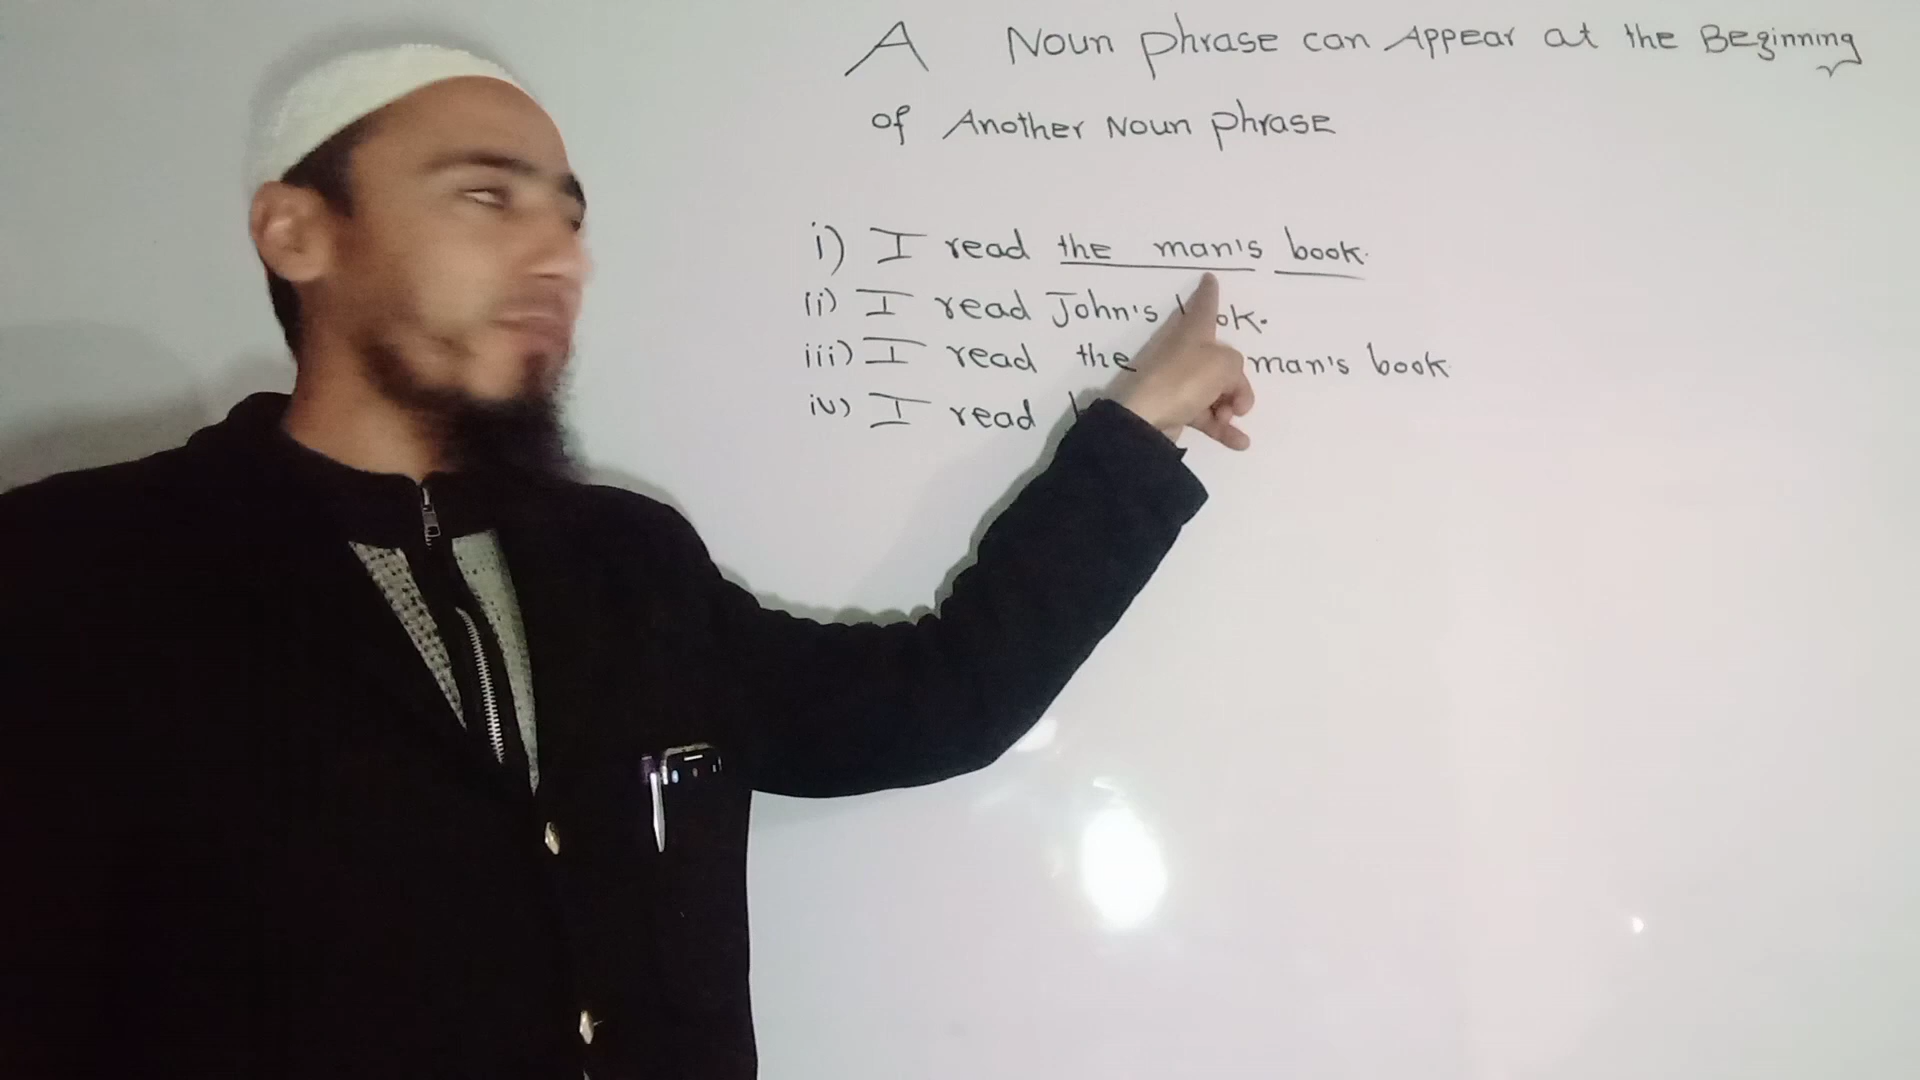 A Noun phrase can Appear at the Beginning
of Another Noun phrase
i) I read the man's book.
ii) I read John's
iii) I read the man's book
iv) I read